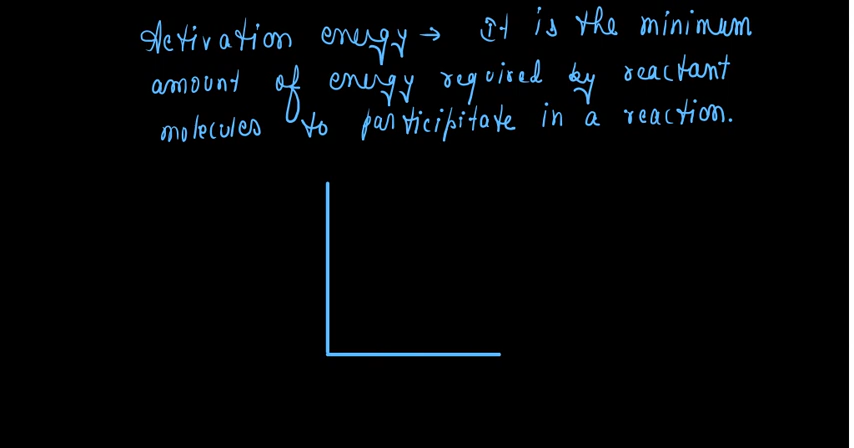 Activation energy → It is the minimum
amount of energy required by reactant
molecules to participitate in a reaction.